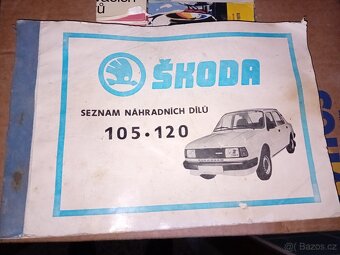 ŠKODA
SEZNAM NÁHRADNÍCH DÍLŮ
105 • 120
Bazos.cz